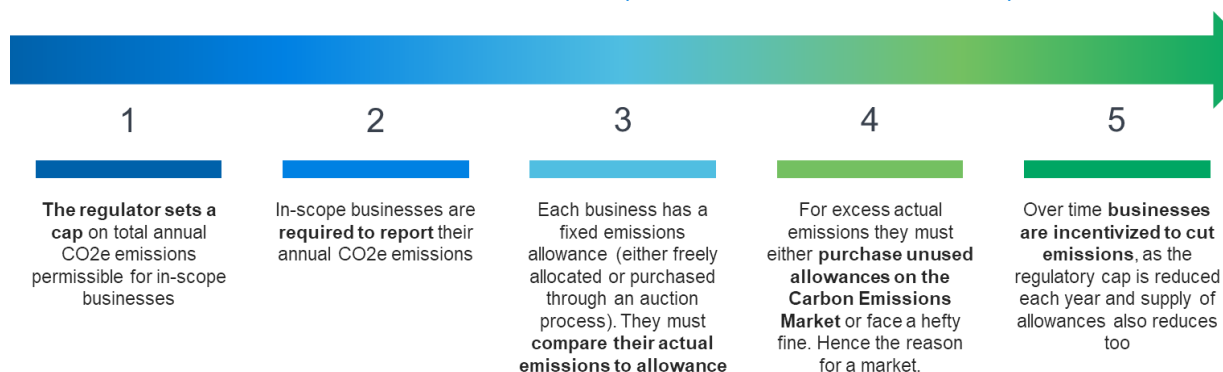 1
The regulator sets a
cap on total annual
CO2e emissions
permissible for in-scope
businesses
2
In-scope businesses are
required to report their
annual CO2e emissions
3
Each business has a
fixed emissions
allowance (either freely
allocated or purchased
through an auction
process). They must
compare their actual
emissions to allowance
4
For excess actual
emissions they must
either purchase unused
allowances on the
Carbon Emissions
Market or face a hefty
fine. Hence the reason
for a market.
5
Over time businesses
are incentivized to cut
emissions, as the
regulatory cap is reduced
each year and supply of
allowances also reduces
too